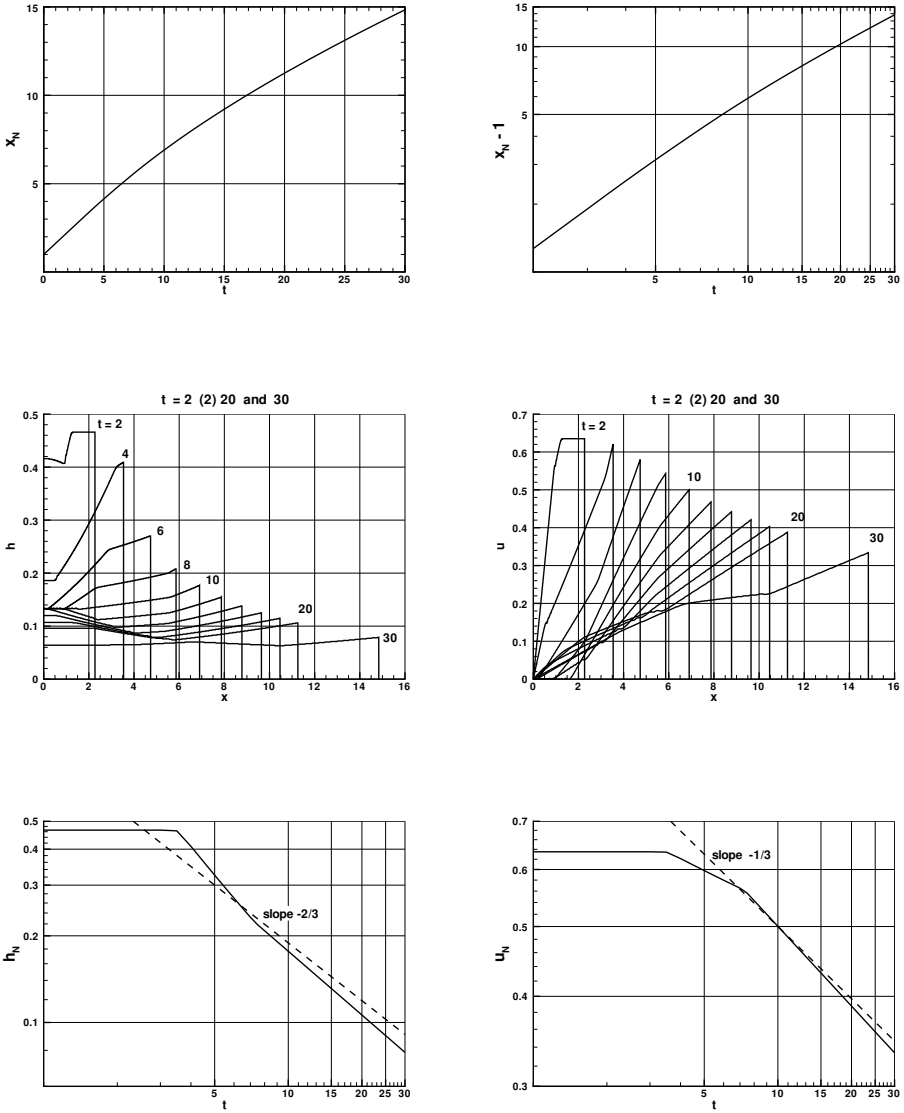 15
10
5
x_N
0 5 10 15 20 25 30
t
15
10
5
x_N - 1
5 10 15 20 25 30
t
t = 2 (2) 20 and 30
0.5
0.4
0.3
0.2
0.1
0
h
t = 2
4
6
8
10
20
30
0 2 4 6 8 10 12 14 16
x
t = 2 (2) 20 and 30
0.7
0.6
0.5
0.4
0.3
0.2
0.1
0
u
t = 2
10
20
30
0 2 4 6 8 10 12 14 16
x
0.5
0.4
0.3
0.2
0.1
h_N
slope -2/3
5 10 15 20 25 30
t
0.7
0.6
0.5
0.4
0.3
u_N
slope -1/3
5 10 15 20 25 30
t